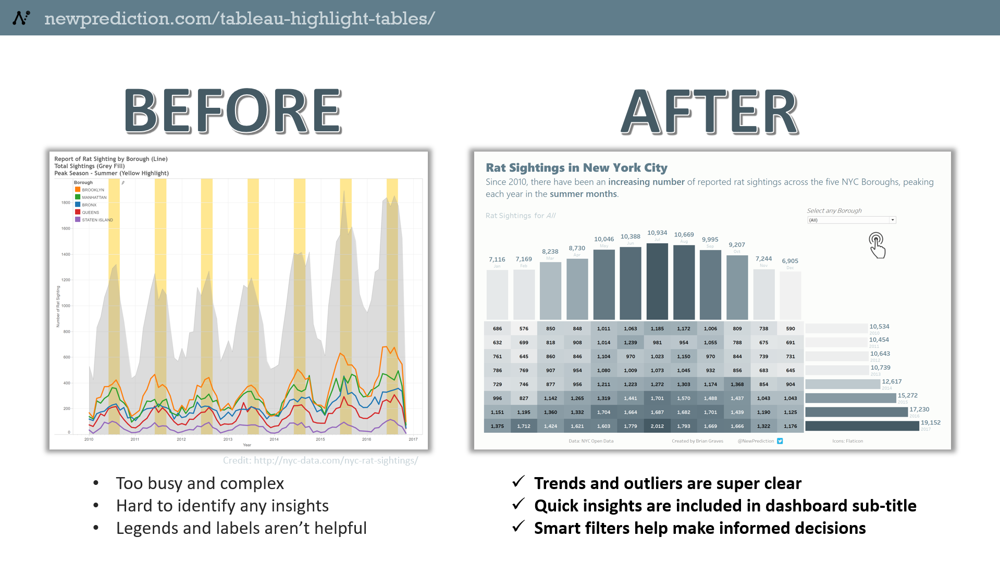 newprediction.com/tableau-highlight-tables/
BEFORE
Report of Rat Sighting by Borough (Line)
Total Sightings (Grey Fill)
Peak Season - Summer (Yellow Highlight)
Borough
BROOKLYN
MANHATTAN
BRONX
QUEENS
STATEN ISLAND
Number of Rat Sighting
1800
1600
1400
1200
1000
800
600
400
200
0
2010 2011 2012 2013 2014 2015 2016 2017
Year
Credit: http://nyc-data.com/nyc-rat-sightings/
• Too busy and complex
• Hard to identify any insights
• Legends and labels aren't helpful
AFTER
Rat Sightings in New York City
Since 2010, there have been an increasing number of reported rat sightings across the five NYC Boroughs, peaking
each year in the summer months.
Rat Sightings for All
Select any Borough
(All)
7,116 7,169 8,238 8,730 10,046 10,388 10,934 10,669 9,995 9,207 7,244 6,905
Jan Feb Mar Apr May Jun Jul Aug Sep Oct Nov Dec
686 576 850 848 1,011 1,063 1,185 1,172 1,006 809 738 590 10,534 2010
632 699 818 908 1,014 1,239 981 954 1,055 788 675 691 10,454 2011
761 645 860 846 1,104 970 1,023 1,150 970 844 739 731 10,643 2012
786 769 907 954 1,080 1,009 1,073 1,045 932 856 683 645 10,739 2013
729 746 877 956 1,211 1,223 1,272 1,303 1,174 1,368 854 904 12,617 2014
996 827 1,142 1,265 1,319 1,441 1,701 1,570 1,488 1,437 1,043 1,043 15,272 2015
1,151 1,195 1,360 1,332 1,704 1,664 1,687 1,682 1,701 1,439 1,190 1,125 17,230 2016
1,375 1,712 1,424 1,621 1,603 1,779 2,012 1,793 1,669 1,666 1,322 1,176 19,152 2017
Data: NYC Open Data Created by Brian Graves @NewPrediction Icons: Flaticon
✓ Trends and outliers are super clear
✓ Quick insights are included in dashboard sub-title
✓ Smart filters help make informed decisions